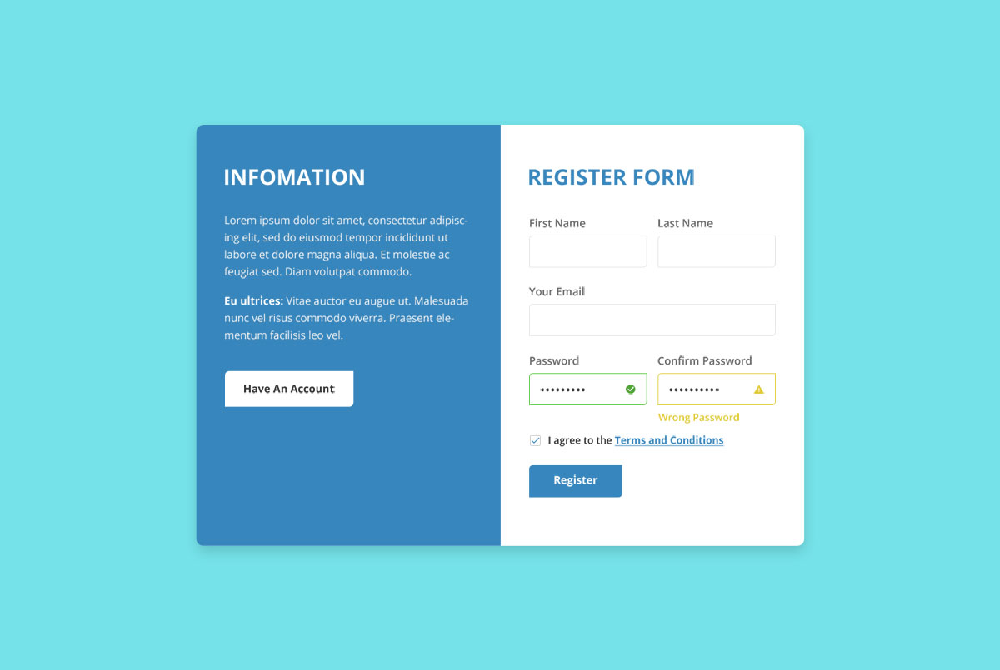 INFOMATION
Lorem ipsum dolor sit amet, consectetur adipisc-
ing elit, sed do eiusmod tempor incididunt ut
labore et dolore magna aliqua. Et molestie ac
feugiat sed. Diam volutpat commodo.
Eu ultrices: Vitae auctor eu augue ut. Malesuada
nunc vel risus commodo viverra. Praesent ele-
mentum facilisis leo vel.
Have An Account
REGISTER FORM
First Name
Last Name
Your Email
Password
Confirm Password
Wrong Password
I agree to the Terms and Conditions
Register